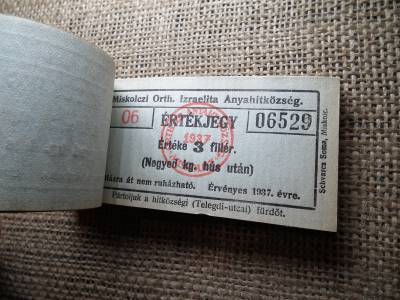 Miskolczi Orth. Izraelita Anyahitközség.
06 ÉRTÉKJEGY 06529
1937
Értéke 3 fillér.
(Negyed kg. hús után)
Másra át nem ruházható. Érvényes 1937. évre.
Pártoljuk a hitközségi (Telegdi-utcai) fürdőt.
Schwarcz Soma, Miskolc.